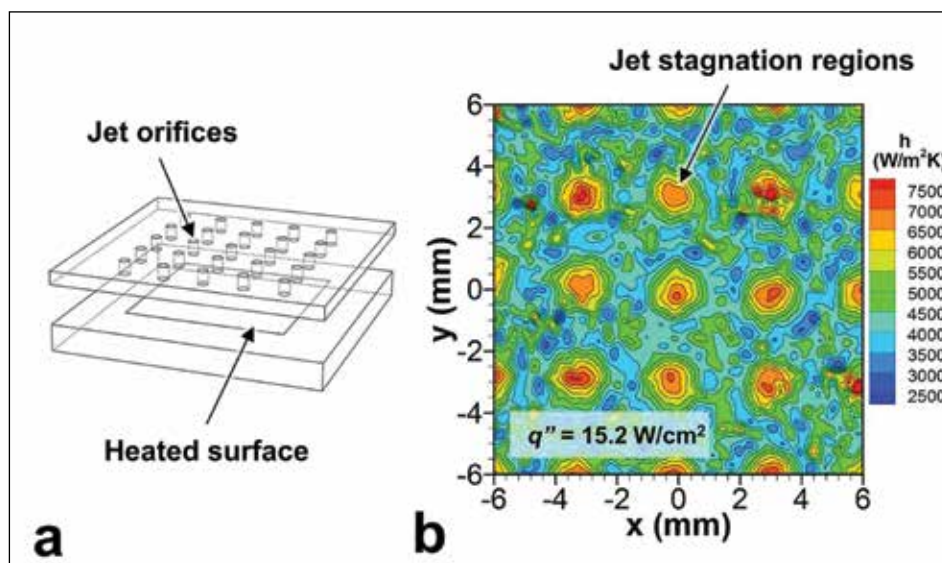 Jet orifices
Heated surface
a
Jet stagnation regions
6
4
2
0
-2
-4
-6
y (mm)
-6 -4 -2 0 2 4 6
x (mm)
q” = 15.2 W/cm²
h
(W/m²K)
7500
7000
6500
6000
5500
5000
4500
4000
3500
3000
2500
b